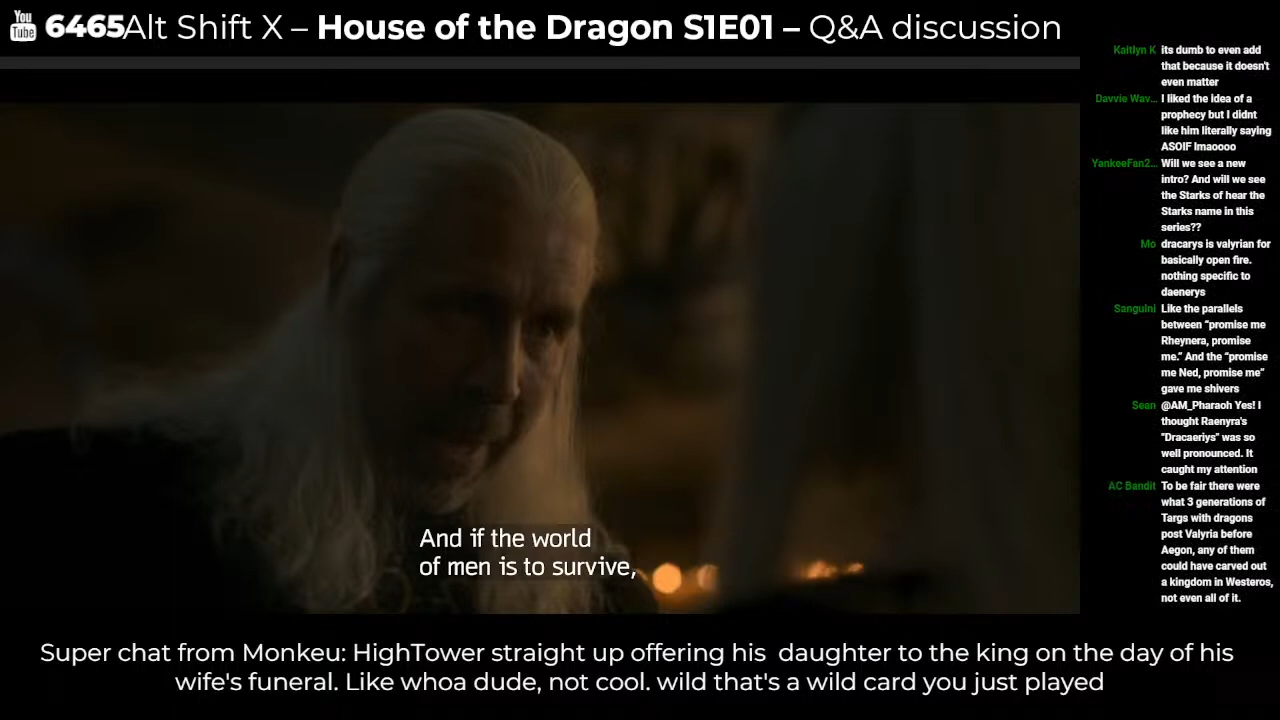 You
Tube
6465Alt Shift X – House of the Dragon S1E01 – Q&A discussion
Kaitlyn K its dumb to even add
that because it doesn't
even matter
Davvie Wav... I liked the idea of a
prophecy but I didnt
like him literally saying
ASOIF lmaoooo
YankeeFan2... Will we see a new
intro? And will we see
the Starks of hear the
Starks name in this
series??
Mo dracarys is valyrian for
basically open fire.
nothing specific to
daenerys
Sanguini Like the parallels
between “promise me
Rheynera, promise
me.” And the “promise
me Ned, promise me”
gave me shivers
Sean @AM_Pharaoh Yes! I
thought Raenyra's
"Dracaeriys" was so
well pronounced. It
caught my attention
AC Bandit To be fair there were
what 3 generations of
Targs with dragons
post Valyria before
Aegon, any of them
could have carved out
a kingdom in Westeros,
not even all of it.
And if the world
of men is to survive,
Super chat from Monkeu: HighTower straight up offering his daughter to the king on the day of his
wife's funeral. Like whoa dude, not cool. wild that's a wild card you just played